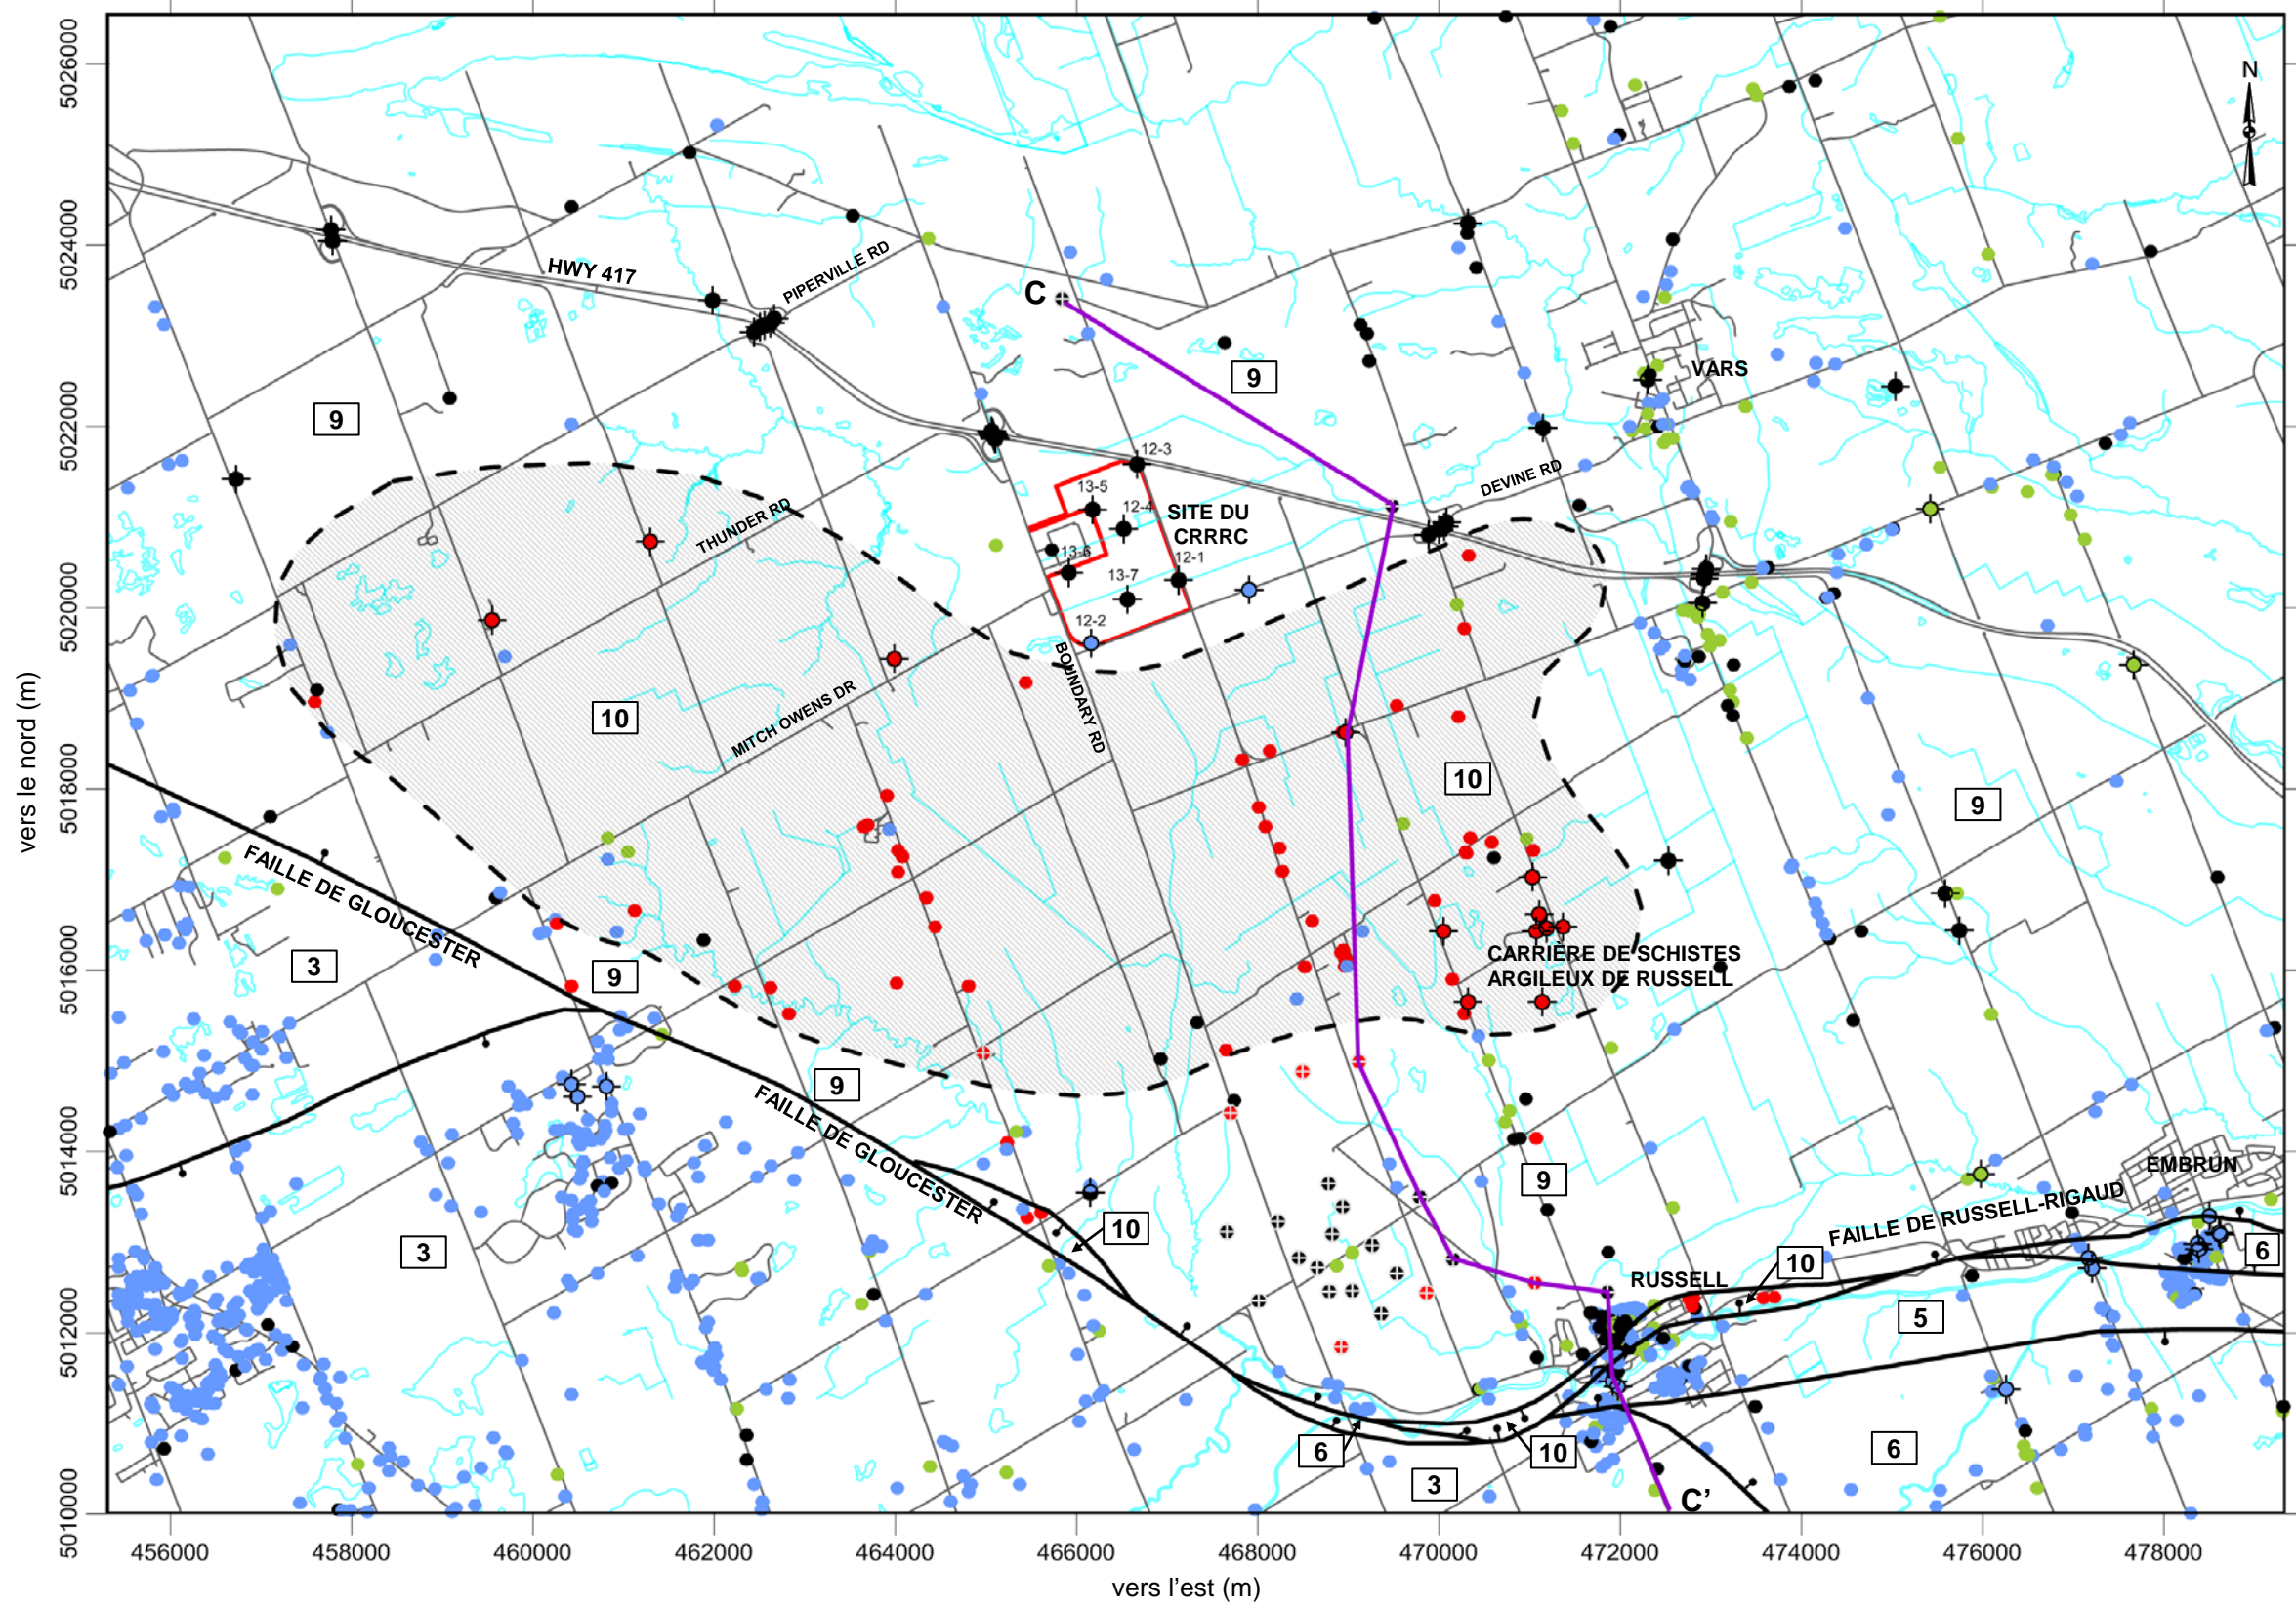 5026000
N
5024000
HWY 417
PIPERVILLE RD
C
9
VARS
5022000
9
12-3
DEVINE RD
13-5
12-4
SITE DU
CRRRC
THUNDER RD
13-6
12-1
13-7
5020000
12-2
BOUNDARY RD
10
MITCH OWENS DR
10
9
5018000
vers le nord (m)
FAILLE DE GLOUCESTER
CARRIÈRE DE SCHISTES
ARGILEUX DE RUSSELL
3
9
5016000
9
FAILLE DE GLOUCESTER
5014000
EMBRUN
9
FAILLE DE RUSSELL-RIGAUD
10
3
6
10
RUSSELL
5
5012000
6
10
6
3
C’
5010000
456000
458000
460000
462000
464000
466000
468000
470000
472000
474000
476000
478000
vers l’est (m)